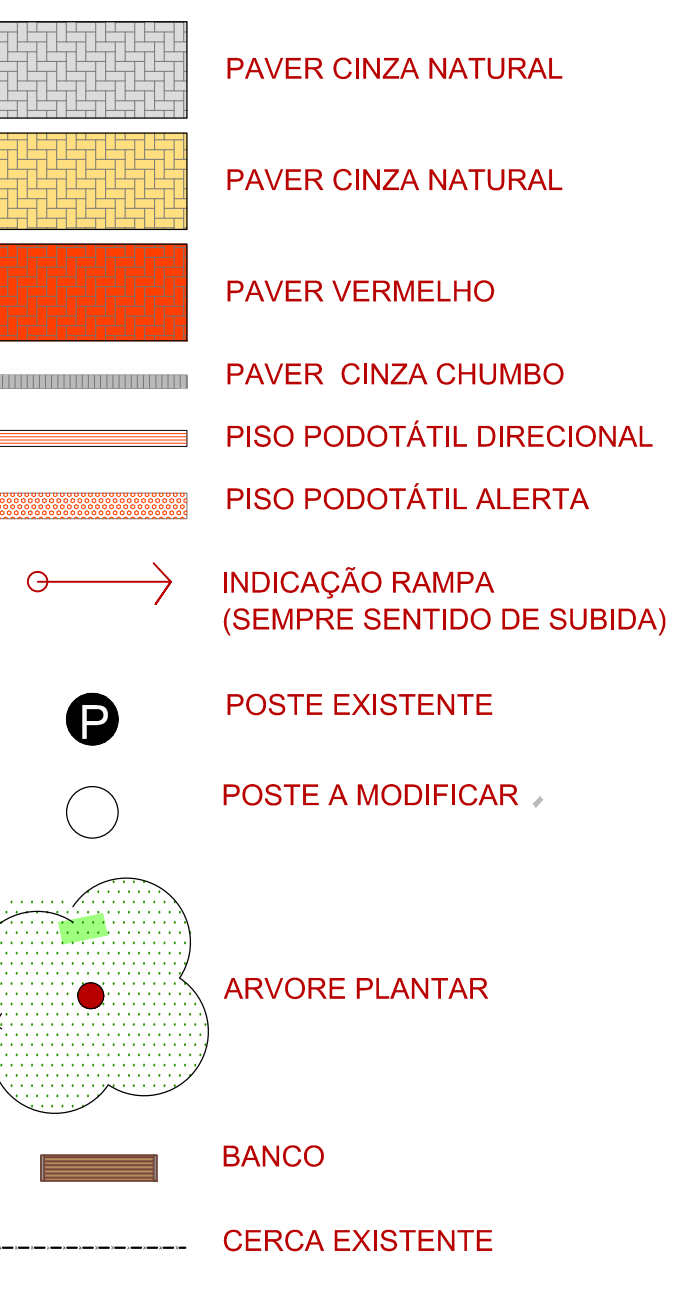 PAVER CINZA NATURAL
PAVER CINZA NATURAL
PAVER VERMELHO
PAVER CINZA CHUMBO
PISO PODOTÁTIL DIRECIONAL
PISO PODOTÁTIL ALERTA
INDICAÇÃO RAMPA
(SEMPRE SENTIDO DE SUBIDA)
P
POSTE EXISTENTE
POSTE A MODIFICAR
ARVORE PLANTAR
BANCO
CERCA EXISTENTE